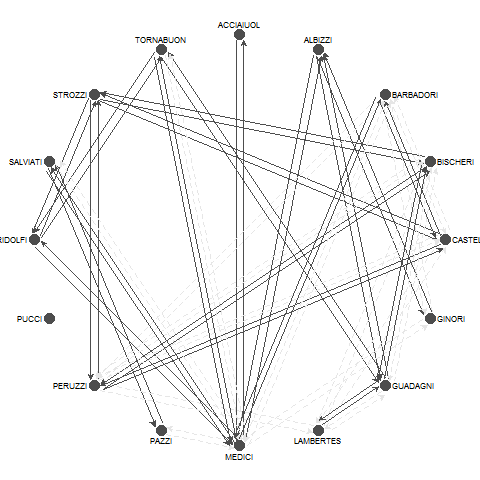 ACCIAIUOL
TORNABUON
ALBIZZI
STROZZI
BARBADORI
SALVIATI
BISCHERI
RIDOLFI
CASTEL
PUCCI
GINORI
PERUZZI
GUADAGNI
PAZZI
LAMBERTES
MEDICI